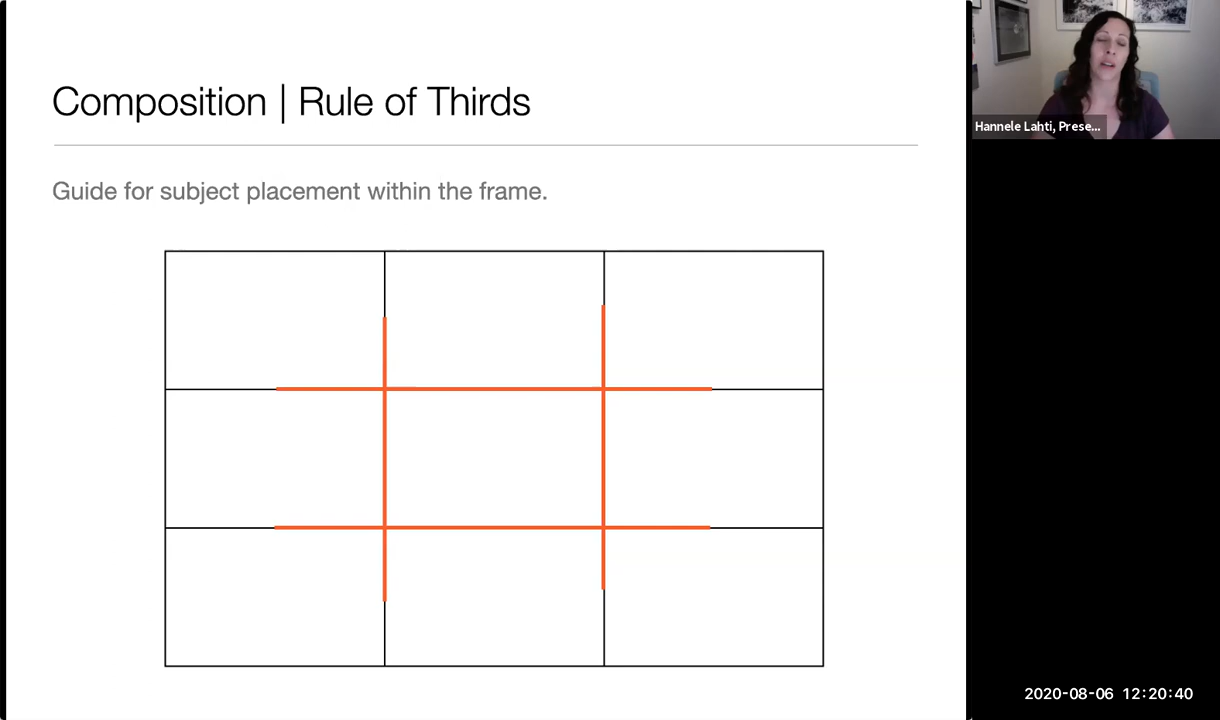 Composition | Rule of Thirds
Guide for subject placement within the frame.
Hannele Lahti, Prese...
2020-08-06 12:20:40